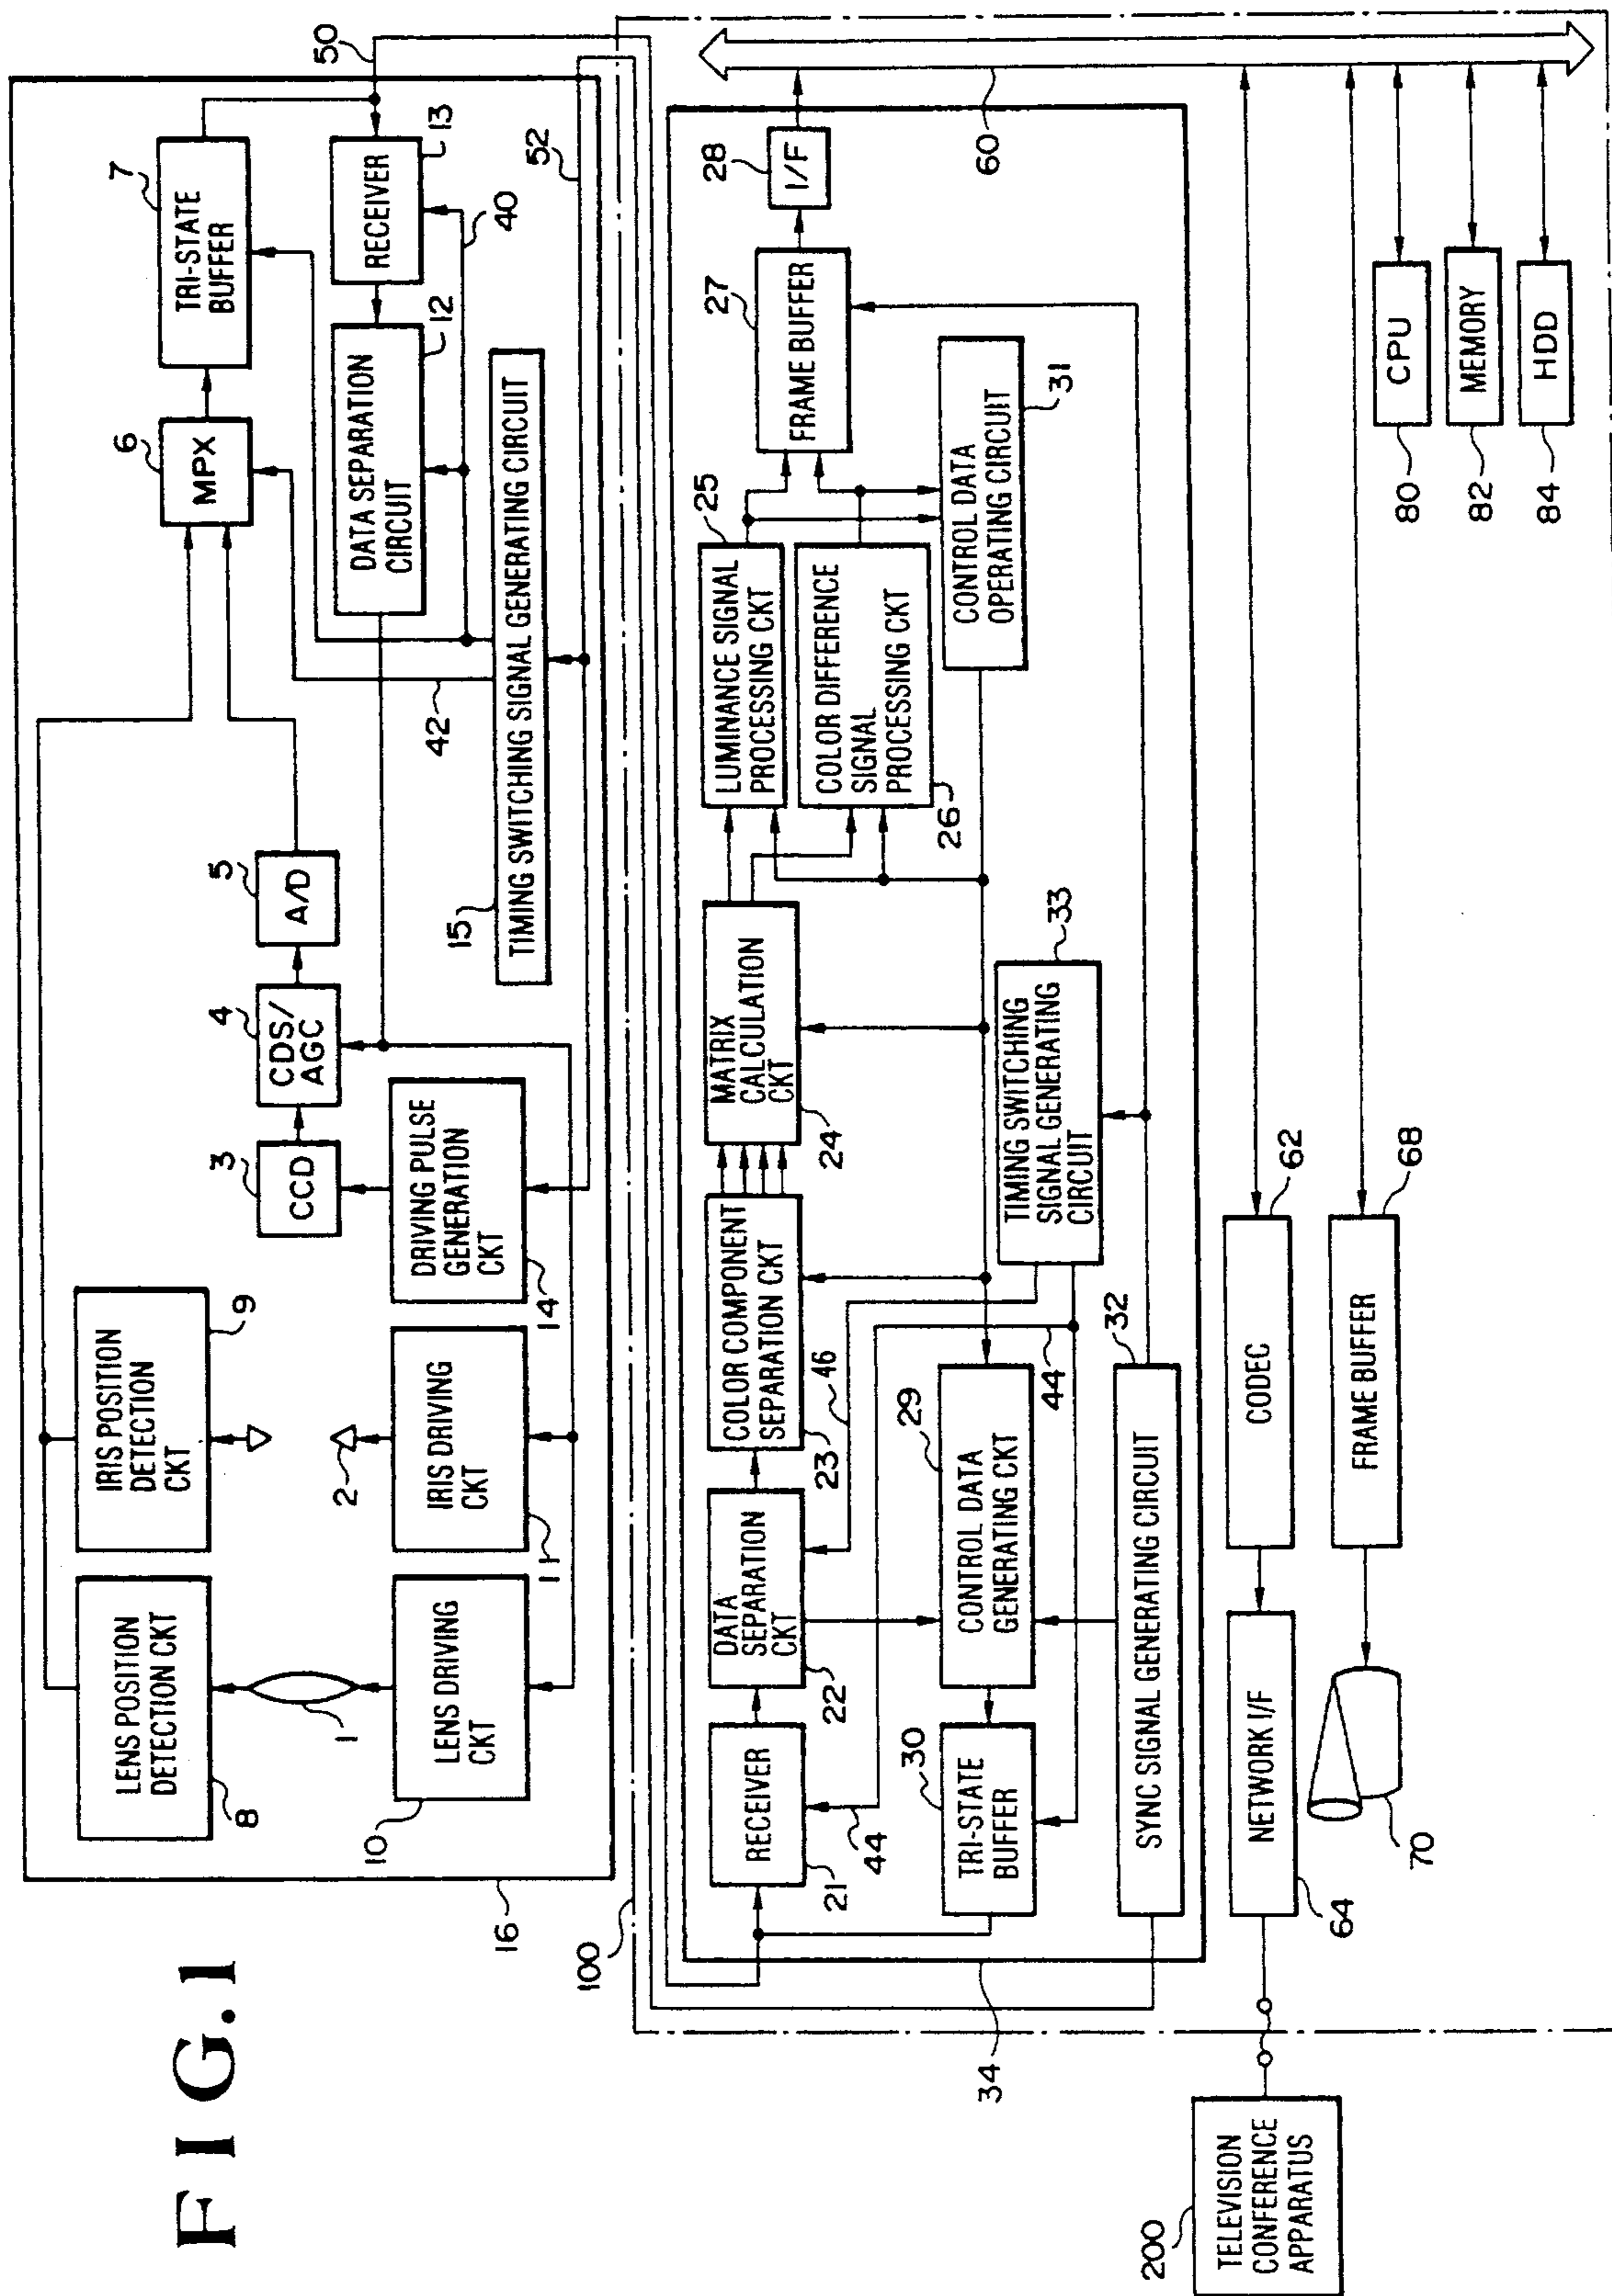 FIG.1
LENS POSITION
DETECTION CKT
8
IRIS POSITION
DETECTION
CKT
9
1
2
3
CCD
4
CDS/
AGC
5
A/D
6
MPX
7
TRI-STATE
BUFFER
50
LENS DRIVING
CKT
10
IRIS DRIVING
CKT
11
DRIVING PULSE
GENERATION
CKT
14
DATA SEPARATION
CIRCUIT
12
RECEIVER
13
40
42
15
TIMING SWITCHING SIGNAL GENERATING CIRCUIT
52
16
100
RECEIVER
21
44
DATA
SEPARATION
CKT
22
COLOR COMPONENT
SEPARATION CKT
23
46
MATRIX
CALCULATION
CKT
24
LUMINANCE SIGNAL
PROCESSING CKT
25
COLOR DIFFERENCE
SIGNAL
PROCESSING CKT
26
27
FRAME BUFFER
28
I/F
60
30
TRI-STATE
BUFFER
29
CONTROL DATA
GENERATING CKT
44
33
TIMING SWITCHING
SIGNAL GENERATING
CIRCUIT
CONTROL DATA
OPERATING CIRCUIT
31
SYNC SIGNAL GENERATING CIRCUIT
32
34
200
TELEVISION
CONFERENCE
APPARATUS
NETWORK I/F
64
CODEC
62
70
FRAME BUFFER
68
CPU
80
MEMORY
82
HDD
84